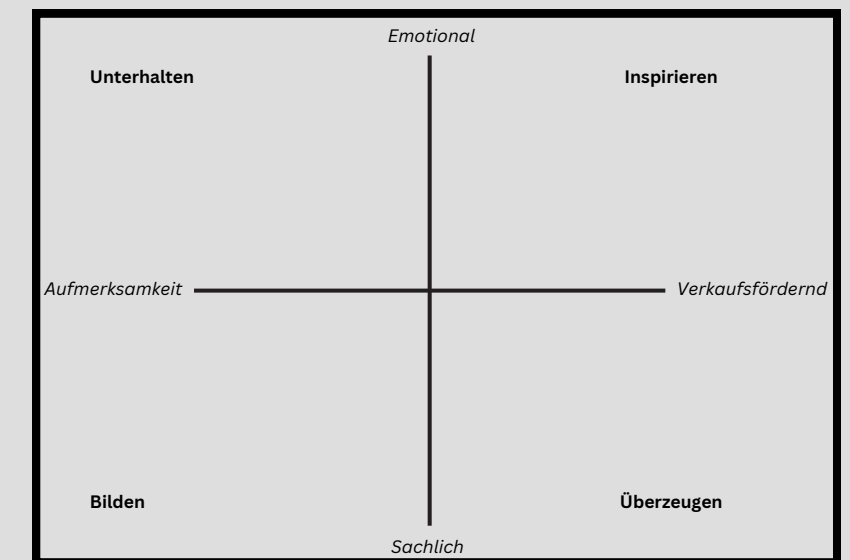 Emotional
Unterhalten
Inspirieren
Aufmerksamkeit
Verkaufsfördernd
Bilden
Überzeugen
Sachlich